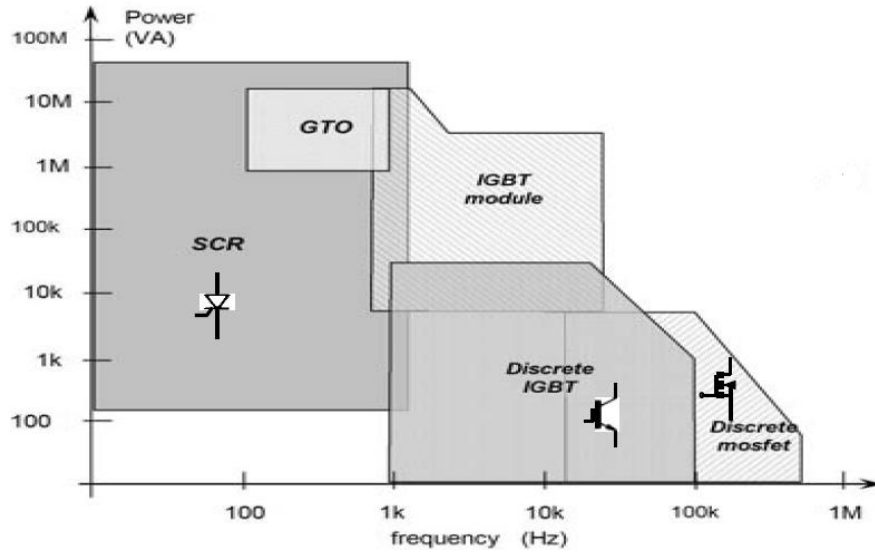 Power
(VA)
100M
10M
1M
100k
10k
1k
100
GTO
IGBT
module
SCR
Discrete
IGBT
Discrete
mosfet
100
1k
10k
100k
1M
frequency (Hz)